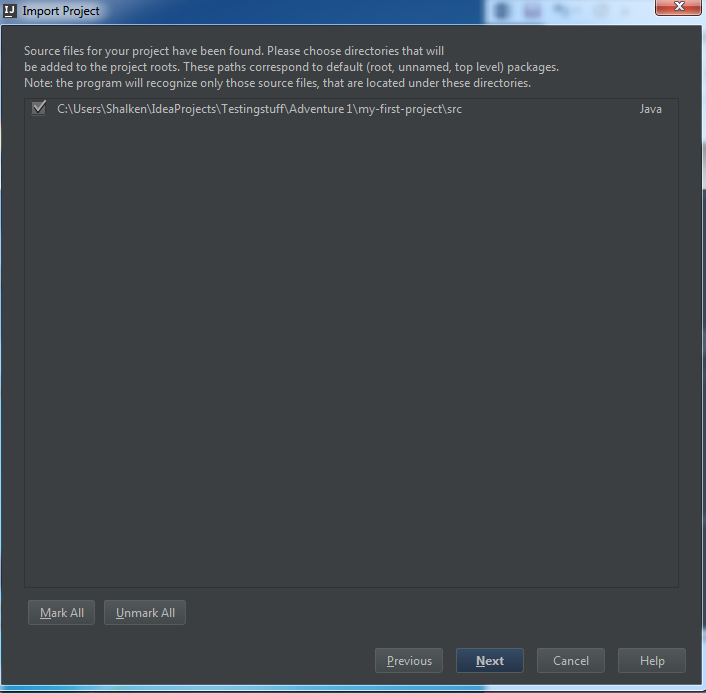 IJ Import Project
Source files for your project have been found. Please choose directories that will
be added to the project roots. These paths correspond to default (root, unnamed, top level) packages.
Note: the program will recognize only those source files, that are located under these directories.
C:\Users\Shalken\IdeaProjects\Testingstuff\Adventure1\my-first-project\src Java
Mark All Unmark All
Previous Next Cancel Help